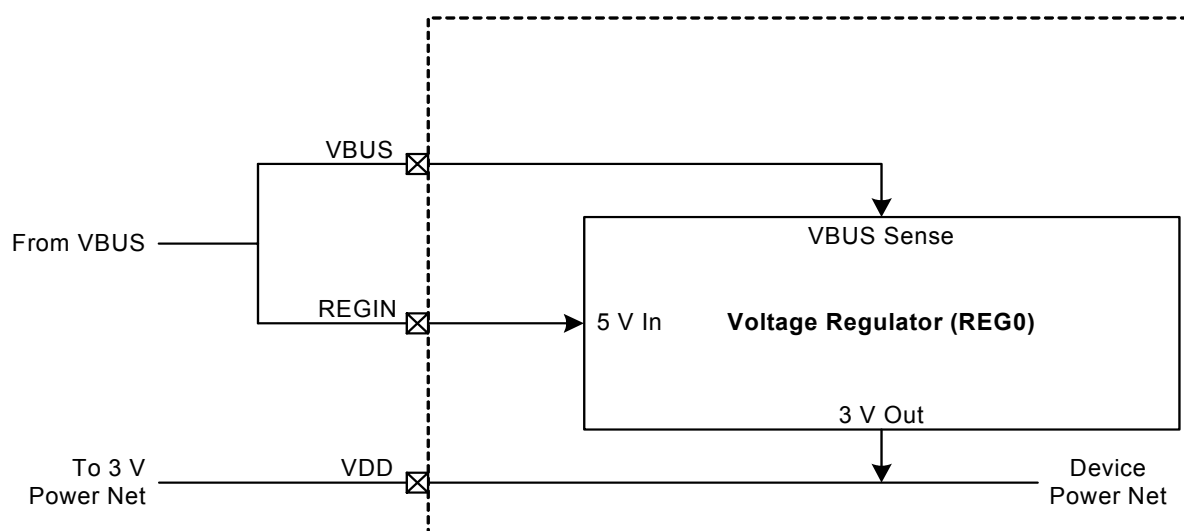 VBUS
From VBUS
VBUS Sense
REGIN
5 V In
Voltage Regulator (REG0)
3 V Out
To 3 V
Power Net
VDD
Device
Power Net